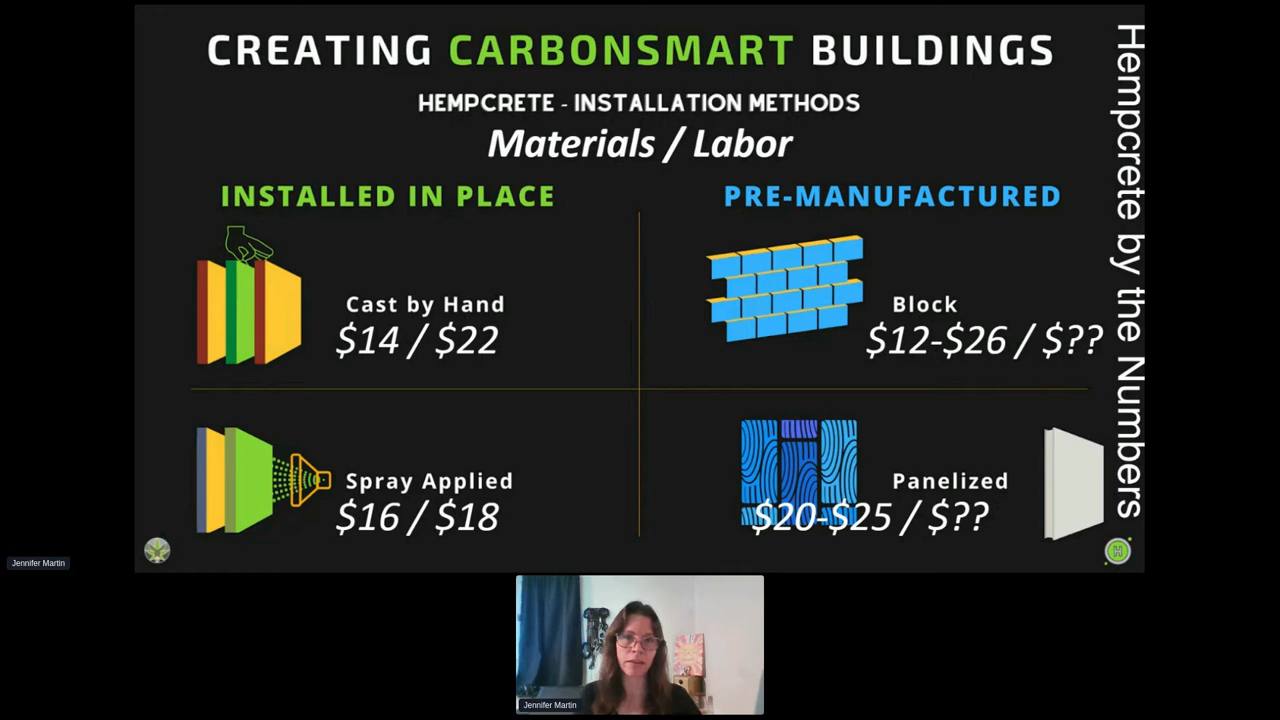 CREATING CARBONSMART BUILDINGS
HEMPCRETE - INSTALLATION METHODS
Materials / Labor
INSTALLED IN PLACE
Cast by Hand
$14 / $22
Spray Applied
$16 / $18
PRE-MANUFACTURED
Block
$12-$26 / $??
Panelized
$20-$25 / $??
Hempcrete by the Numbers
H
Jennifer Martin
Jennifer Martin